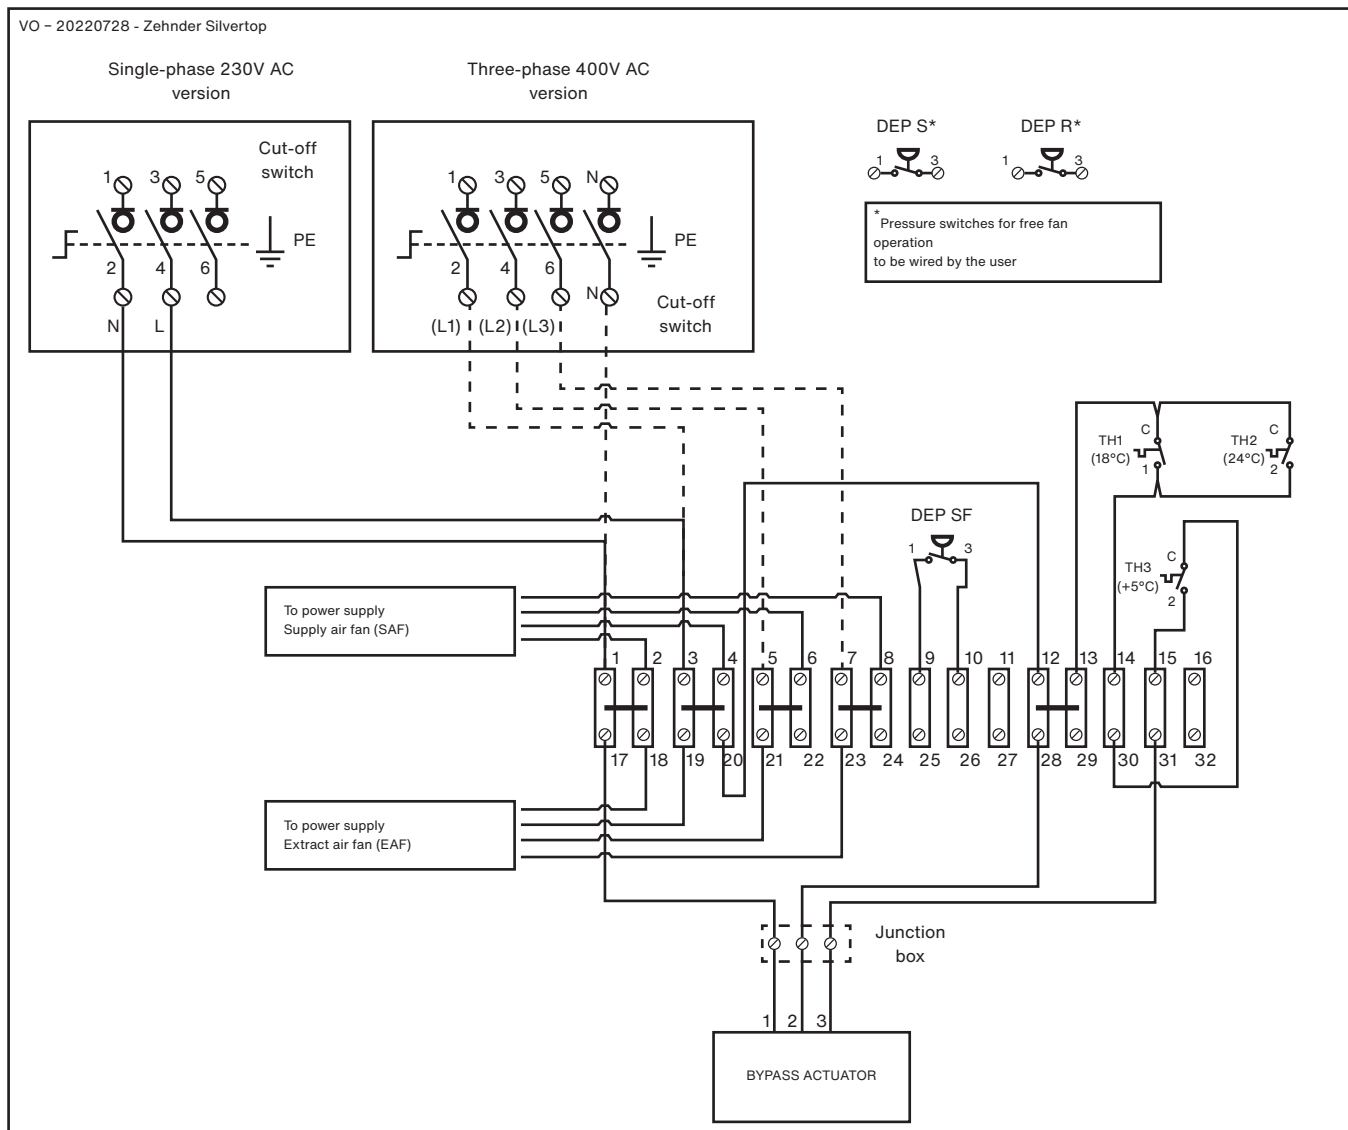 VO – 20220728 - Zehnder Silvertop
Single-phase 230V AC
version
Three-phase 400V AC
version
Cut-off
switch
1 3 5
PE
2 4 6
N L
1 3 5 N
PE
2 4 6
N
Cut-off
switch
(L1) (L2) (L3)
DEP S*
1 3
DEP R*
1 3
*Pressure switches for free fan
operation
to be wired by the user
C
TH1
(18°C)
1
C
TH2
(24°C)
2
DEP SF
1 3
C
TH3
(+5°C)
2
To power supply
Supply air fan (SAF)
1 2 3 4 5 6 7 8 9 10 11 12 13 14 15 16
17 18 19 20 21 22 23 24 25 26 27 28 29 30 31 32
To power supply
Extract air fan (EAF)
Junction
box
1 2 3
BYPASS ACTUATOR